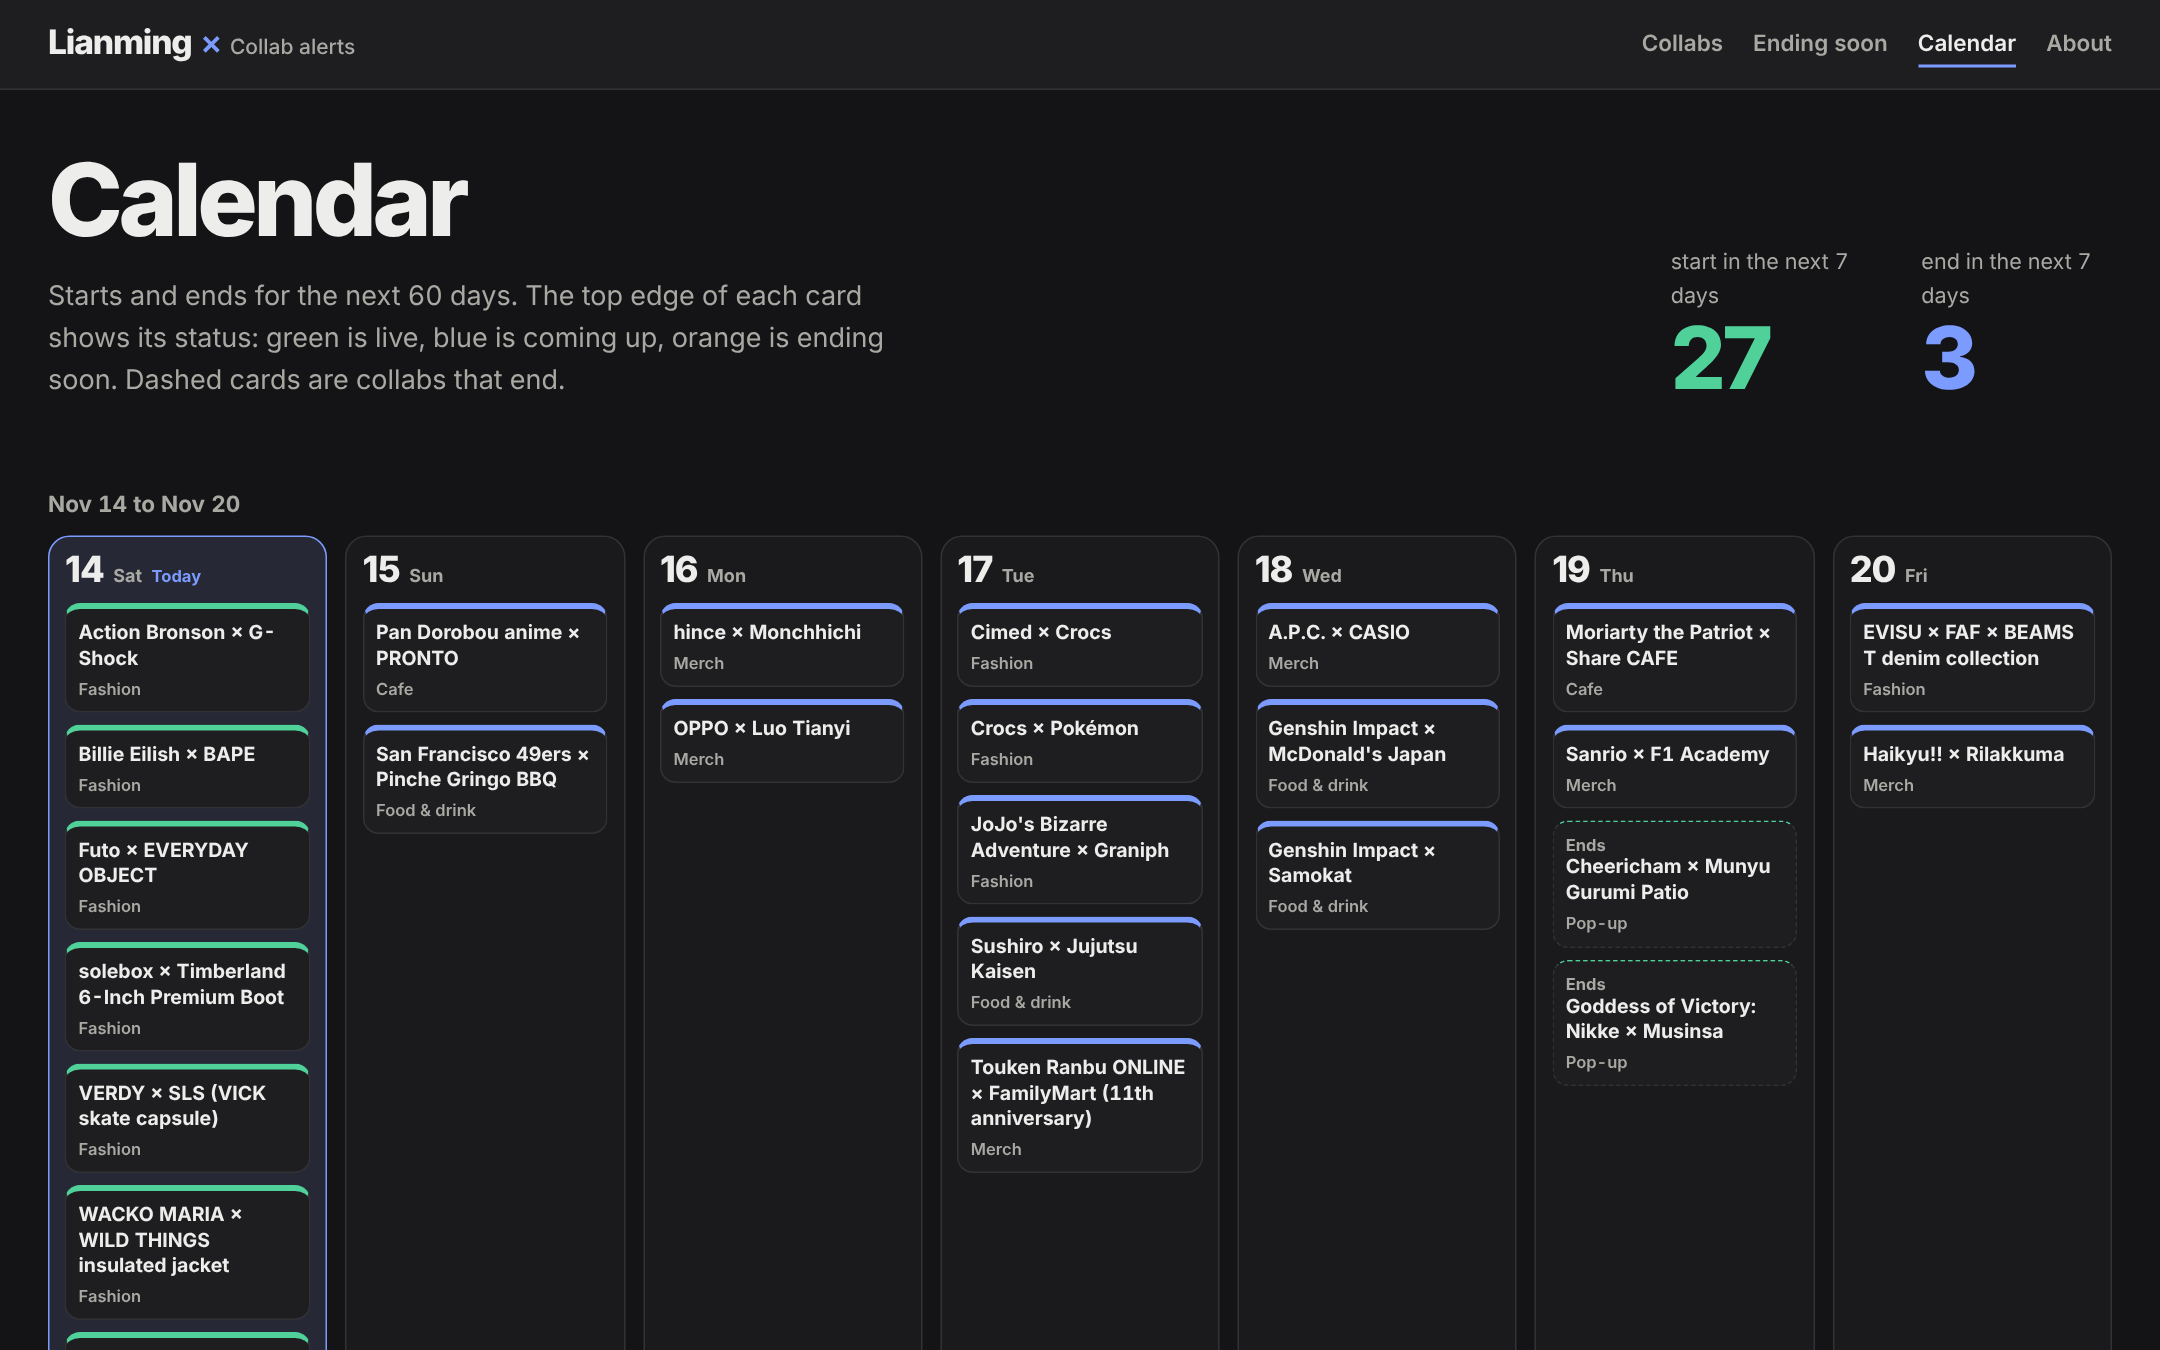 Lianming × Collab alerts
Collabs
Ending soon
Calendar
About
Calendar
Starts and ends for the next 60 days. The top edge of each card
shows its status: green is live, blue is coming up, orange is ending
soon. Dashed cards are collabs that end.
start in the next 7
days
27
end in the next 7
days
3
Nov 14 to Nov 20
14 Sat Today
Action Bronson × G-
Shock
Fashion
Billie Eilish × BAPE
Fashion
Futo × EVERYDAY
OBJECT
Fashion
solebox × Timberland
6-Inch Premium Boot
Fashion
VERDY × SLS (VICK
skate capsule)
Fashion
WACKO MARIA ×
WILD THINGS
insulated jacket
Fashion
15 Sun
Pan Dorobou anime ×
PRONTO
Cafe
San Francisco 49ers ×
Pinche Gringo BBQ
Food & drink
16 Mon
hince × Monchhichi
Merch
OPPO × Luo Tianyi
Merch
17 Tue
Cimed × Crocs
Fashion
Crocs × Pokémon
Fashion
JoJo's Bizarre
Adventure × Graniph
Fashion
Sushiro × Jujutsu
Kaisen
Food & drink
Touken Ranbu ONLINE
× FamilyMart (11th
anniversary)
Merch
18 Wed
A.P.C. × CASIO
Merch
Genshin Impact ×
McDonald's Japan
Food & drink
Genshin Impact ×
Samokat
Food & drink
19 Thu
Moriarty the Patriot ×
Share CAFE
Cafe
Sanrio × F1 Academy
Merch
Ends
Cheericham × Munyu
Gurumi Patio
Pop-up
Ends
Goddess of Victory:
Nikke × Musinsa
Pop-up
20 Fri
EVISU × FAF × BEAMS
T denim collection
Fashion
Haikyu!! × Rilakkuma
Merch